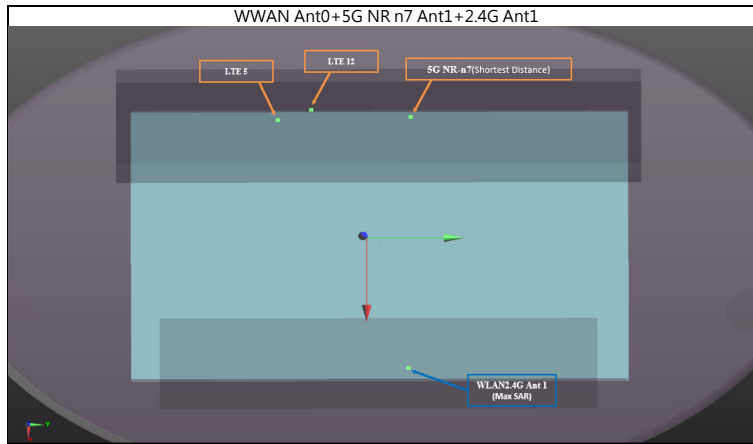 WWAN Ant0+5G NR n7 Ant1+2.4G Ant1
LTE 5
LTE 12
5G NR-n7(Shortest Distance)
WLAN2.4G Ant 1
(Max SAR)
y